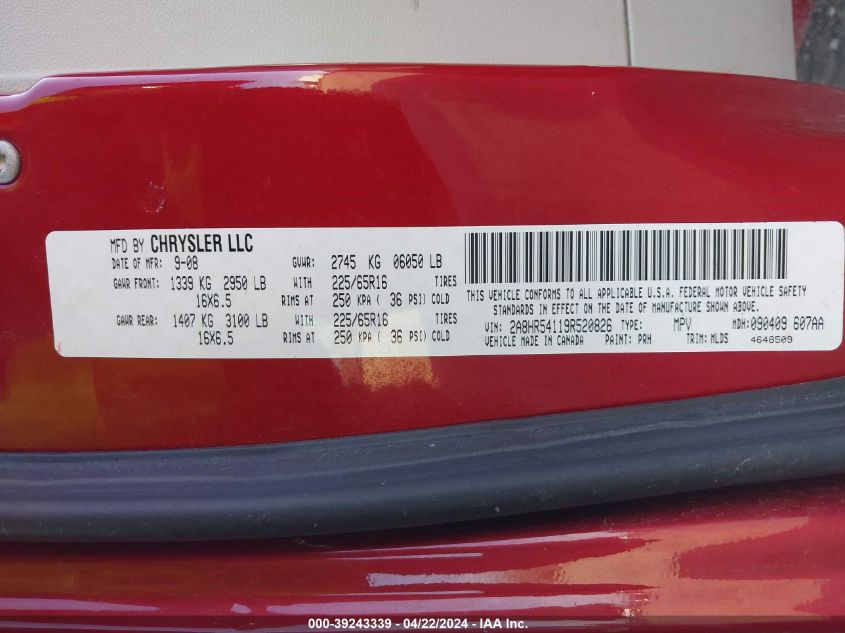 MFD BY CHRYSLER LLC
DATE OF MFR: 9-08 GVWR: 2745 KG 06050 LB
GAWR FRONT: 1339 KG 2950 LB WITH 225/65R16 TIRES
16X6.5 RIMS AT 250 KPA ( 36 PSI) COLD
GAWR REAR: 1407 KG 3100 LB WITH 225/65R16 TIRES
16X6.5 RIMS AT 250 KPA ( 36 PSI) COLD
THIS VEHICLE CONFORMS TO ALL APPLICABLE U.S.A. FEDERAL MOTOR VEHICLE SAFETY
STANDARDS IN EFFECT ON THE DATE OF MANUFACTURE SHOWN ABOVE.
VIN: 2A8HR54119R520826 TYPE: MPV MDH: 090409 607AA
VEHICLE MADE IN CANADA PAINT: PRH TRIM: MLDS 4648509
000-39243339 - 04/22/2024 - IAA Inc.